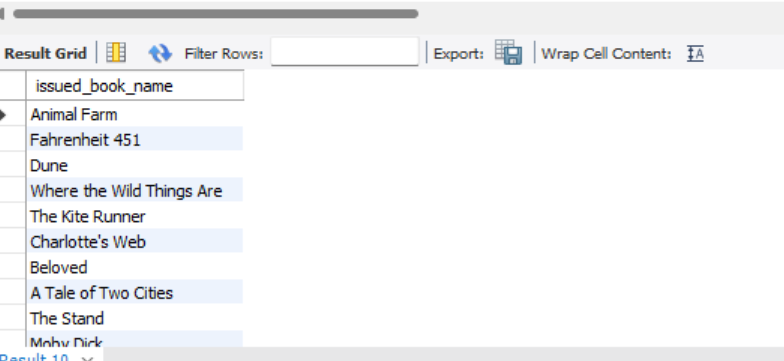 Result Grid Filter Rows: Export: Wrap Cell Content: IA
issued_book_name
Animal Farm
Fahrenheit 451
Dune
Where the Wild Things Are
The Kite Runner
Charlotte's Web
Beloved
A Tale of Two Cities
The Stand
Moby Dick
Result 10